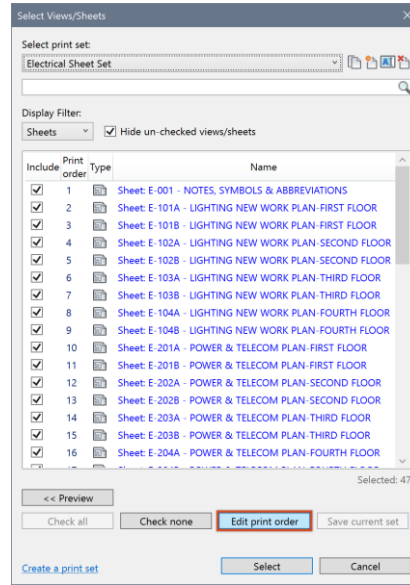 Select Views/Sheets
Select print set:
Electrical Sheet Set
Display Filter:
Sheets Hide un-checked views/sheets
Include Print order Type Name
1 Sheet: E-001 - NOTES, SYMBOLS & ABBREVIATIONS
2 Sheet: E-101A - LIGHTING NEW WORK PLAN-FIRST FLOOR
3 Sheet: E-101B - LIGHTING NEW WORK PLAN-FIRST FLOOR
4 Sheet: E-102A - LIGHTING NEW WORK PLAN-SECOND FLOOR
5 Sheet: E-102B - LIGHTING NEW WORK PLAN-SECOND FLOOR
6 Sheet: E-103A - LIGHTING NEW WORK PLAN-THIRD FLOOR
7 Sheet: E-103B - LIGHTING NEW WORK PLAN-THIRD FLOOR
8 Sheet: E-104A - LIGHTING NEW WORK PLAN-FOURTH FLOOR
9 Sheet: E-104B - LIGHTING NEW WORK PLAN-FOURTH FLOOR
10 Sheet: E-201A - POWER & TELECOM PLAN-FIRST FLOOR
11 Sheet: E-201B - POWER & TELECOM PLAN-FIRST FLOOR
12 Sheet: E-202A - POWER & TELECOM PLAN-SECOND FLOOR
13 Sheet: E-202B - POWER & TELECOM PLAN-SECOND FLOOR
14 Sheet: E-203A - POWER & TELECOM PLAN-THIRD FLOOR
15 Sheet: E-203B - POWER & TELECOM PLAN-THIRD FLOOR
16 Sheet: E-204A - POWER & TELECOM PLAN-FOURTH FLOOR
Selected: 47
<< Preview
Check all Check none Edit print order Save current set
Create a print set Select Cancel